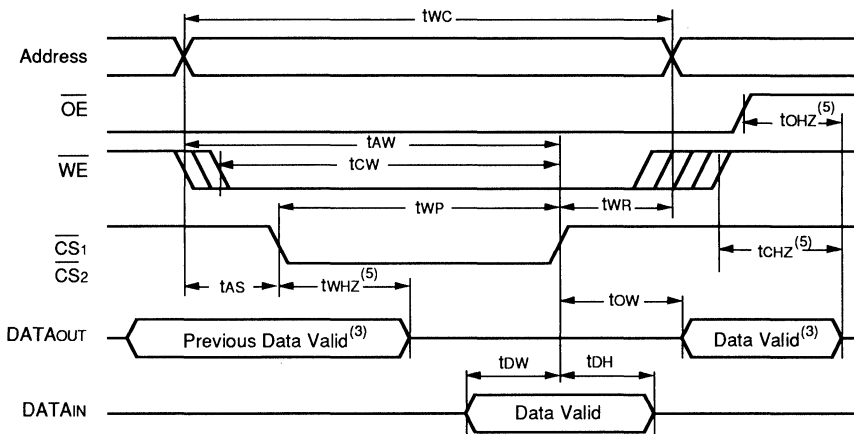 tWC
Address
OE
tOHZ(5)
tAW
tCW
WE
tWP
tWR
CS1
CS2
tCHZ(5)
tAS
tWHZ(5)
tOW
DATAOUT
Previous Data Valid(3)
Data Valid(3)
tDW
tDH
DATAIN
Data Valid